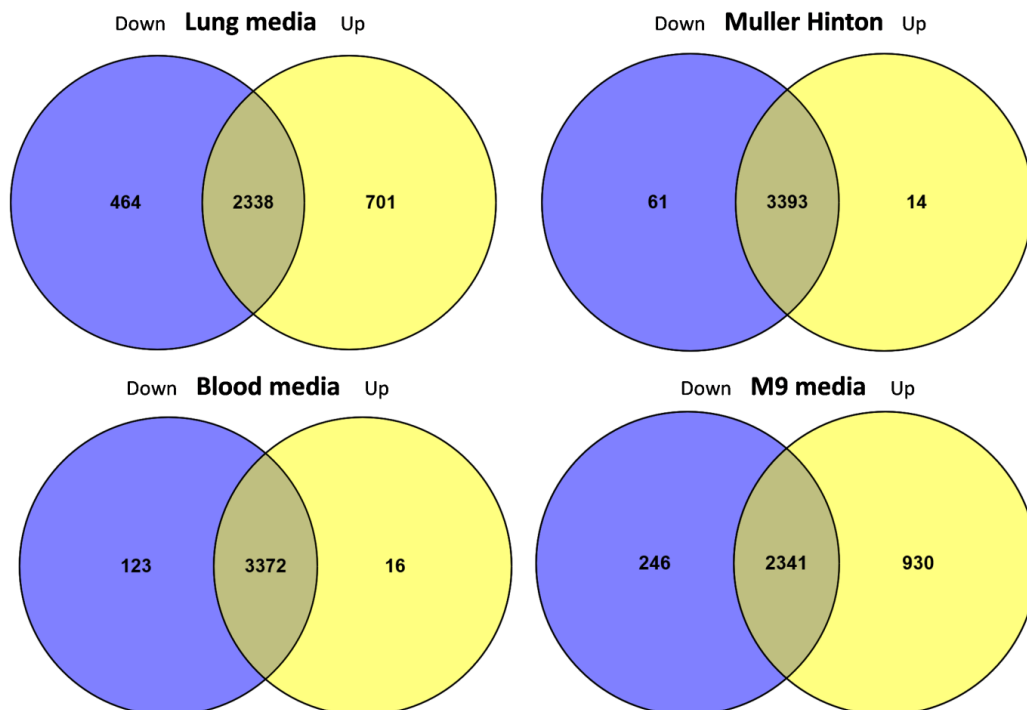 Down Lung media Up
464 2338 701
Down Muller Hinton Up
61 3393 14
Down Blood media Up
123 3372 16
Down M9 media Up
246 2341 930